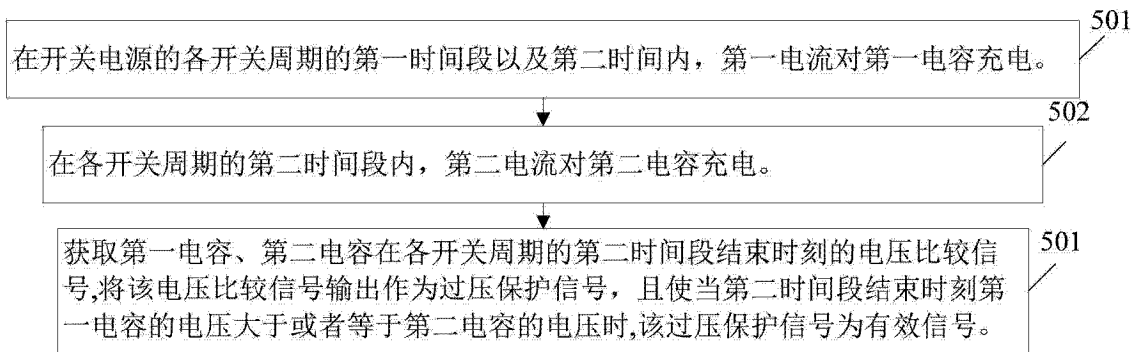 501
在开关电源的各开关周期的第一时间段以及第二时间内，第一电流对第一电容充电。
502
在各开关周期的第二时间段内，第二电流对第二电容充电。
501
获取第一电容、第二电容在各开关周期的第二时间段结束时刻的电压比较信
号,将该电压比较信号输出作为过压保护信号，且使当第二时间段结束时刻第
一电容的电压大于或者等于第二电容的电压时,该过压保护信号为有效信号。